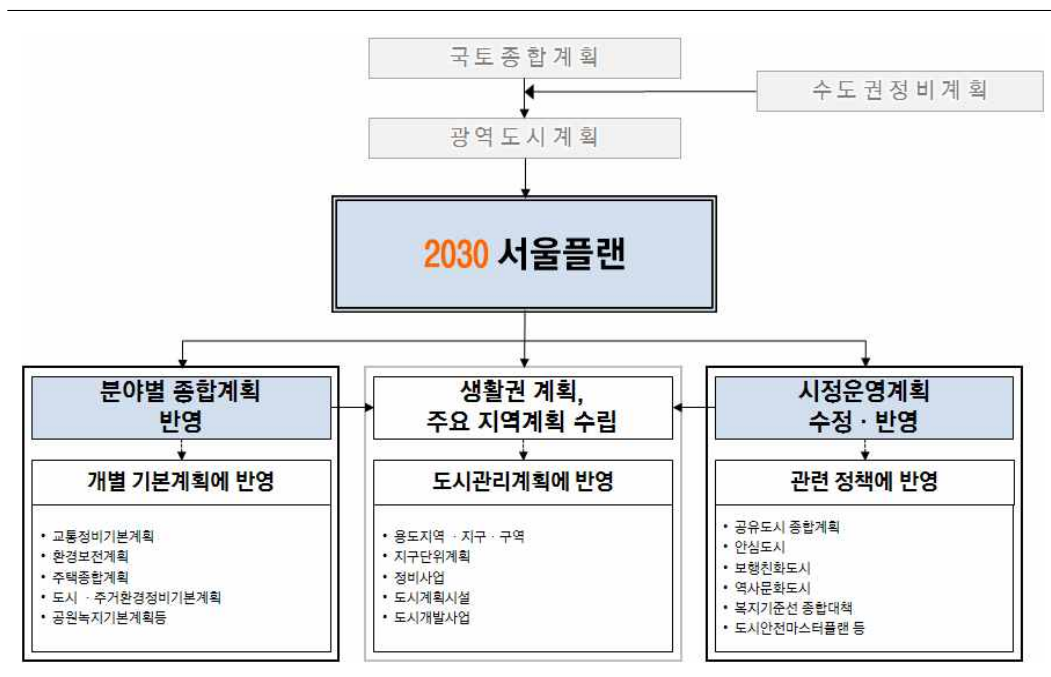 국토종합계획
수도권정비계획
광역도시계획
2030 서울플랜
분야별 종합계획
반영
생활권 계획,
주요 지역계획 수립
시정운영계획
수정 · 반영
개별 기본계획에 반영
• 교통정비기본계획
• 환경보전계획
• 주택종합계획
• 도시 · 주거환경정비기본계획
• 공원녹지기본계획등
도시관리계획에 반영
• 용도지역 · 지구 · 구역
• 지구단위계획
• 정비사업
• 도시계획시설
• 도시개발사업
관련 정책에 반영
• 공유도시 종합계획
• 안심도시
• 보행친화도시
• 역사문화도시
• 복지기준선 종합대책
• 도시안전마스터플랜 등